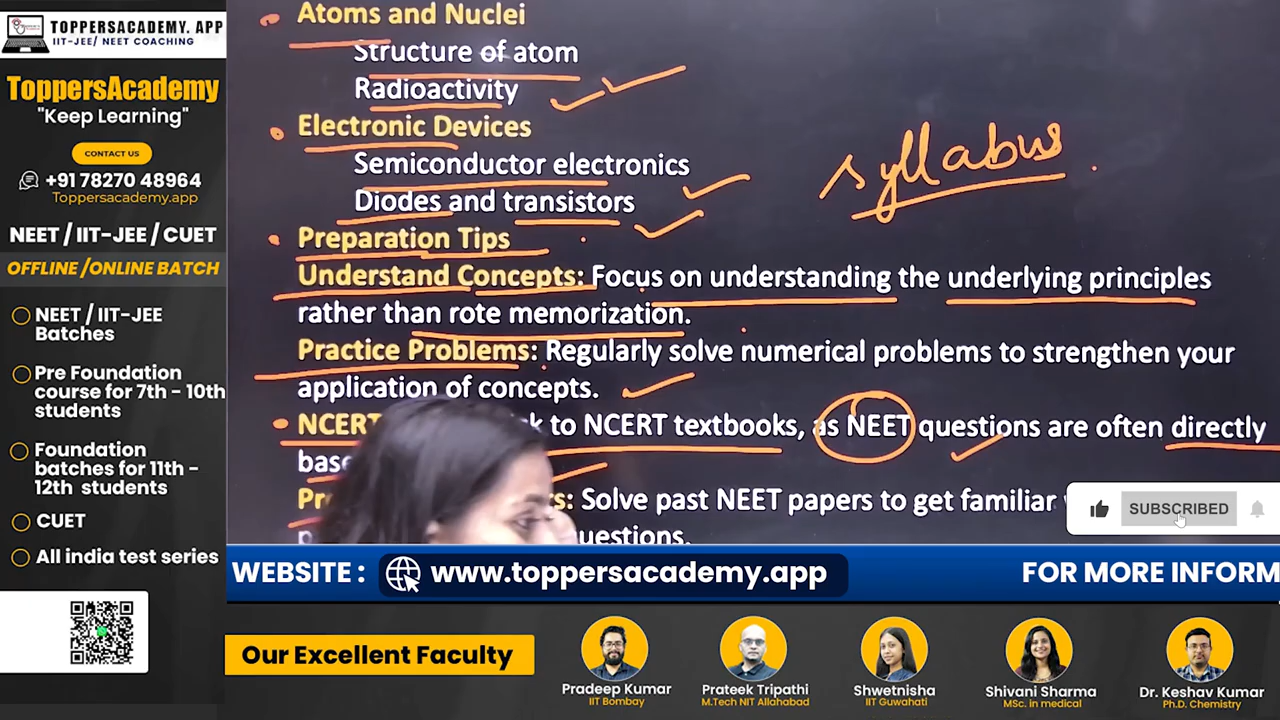 TOPPERSACADEMY. APP
IIT-JEE/ NEET COACHING
ToppersAcademy
"Keep Learning"
CONTACT US
+91 78270 48964
Toppersacademy.app
NEET / IIT-JEE / CUET
OFFLINE /ONLINE BATCH
NEET / IIT-JEE
Batches
Pre Foundation
course for 7th - 10th
students
Foundation
batches for 11th -
12th students
CUET
All india test series
Atoms and Nuclei
Structure of atom
Radioactivity
Electronic Devices
Semiconductor electronics
Diodes and transistors
syllabus
Preparation Tips
Understand Concepts: Focus on understanding the underlying principles
rather than rote memorization.
Practice Problems: Regularly solve numerical problems to strengthen your
application of concepts.
NCERT to NCERT textbooks, as NEET questions are often directly
Solve past NEET papers to get familiar
SUBSCRIBED
WEBSITE : www.toppersacademy.app FOR MORE INFORM
Our Excellent Faculty
Pradeep Kumar
IIT Bombay
Prateek Tripathi
M.Tech NIT Allahabad
Shwetnisha
IIT Guwahati
Shivani Sharma
MSc. in medical
Dr. Keshav Kumar
Ph.D. Chemistry